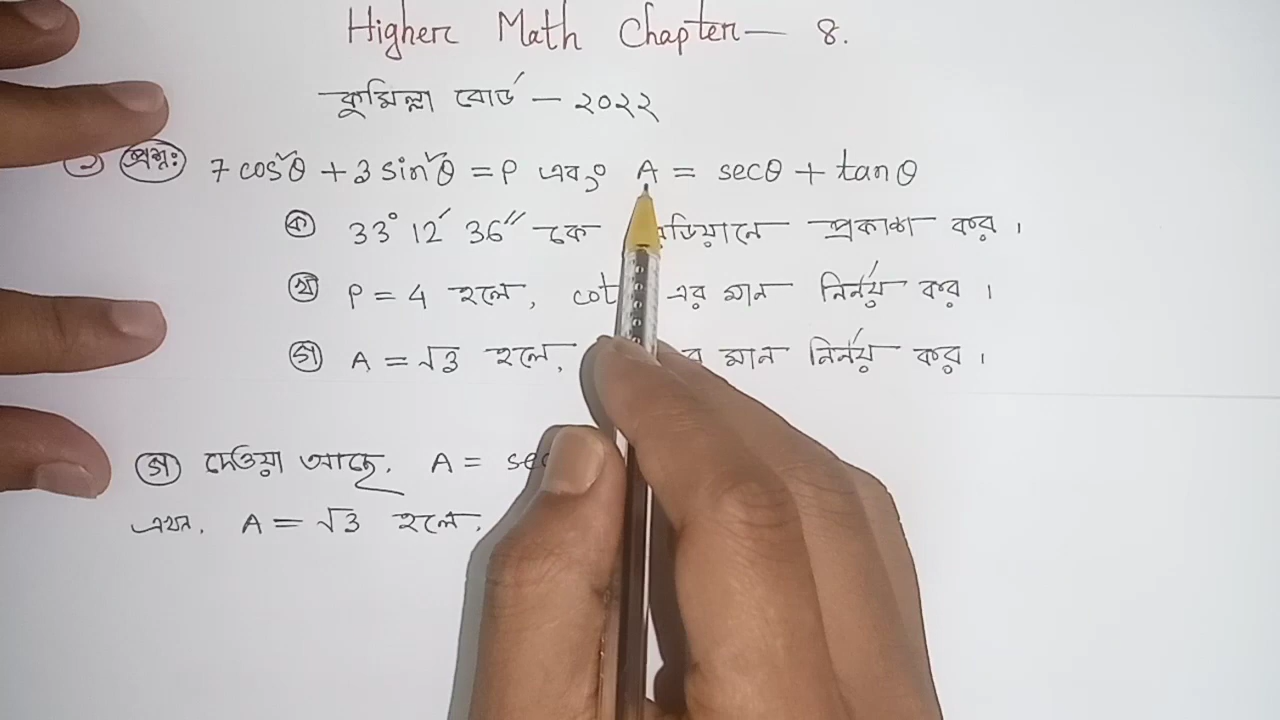 Higher Math Chapter - 8.
কুমিল্লা বোর্ড - ২০২২
১ প্রশ্ন: 7 cos²θ + 3 sin²θ = P এবং A = secθ + tanθ
ক 33° 12′ 36″ কে রেডিয়ানে প্রকাশ কর।
খ P = 4 হলে, cot এর মান নির্ণয় কর।
গ A = √3 হলে, মান নির্ণয় কর।
গ দেওয়া আছে, A =
এখন, A = √3 হলে,